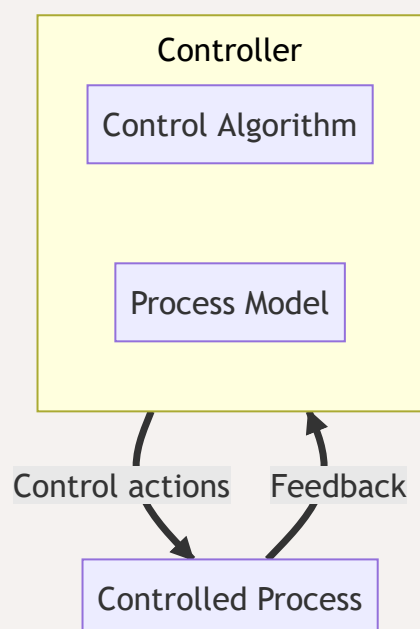 Controller
Control Algorithm
Process Model
Control actions
Feedback
Controlled Process